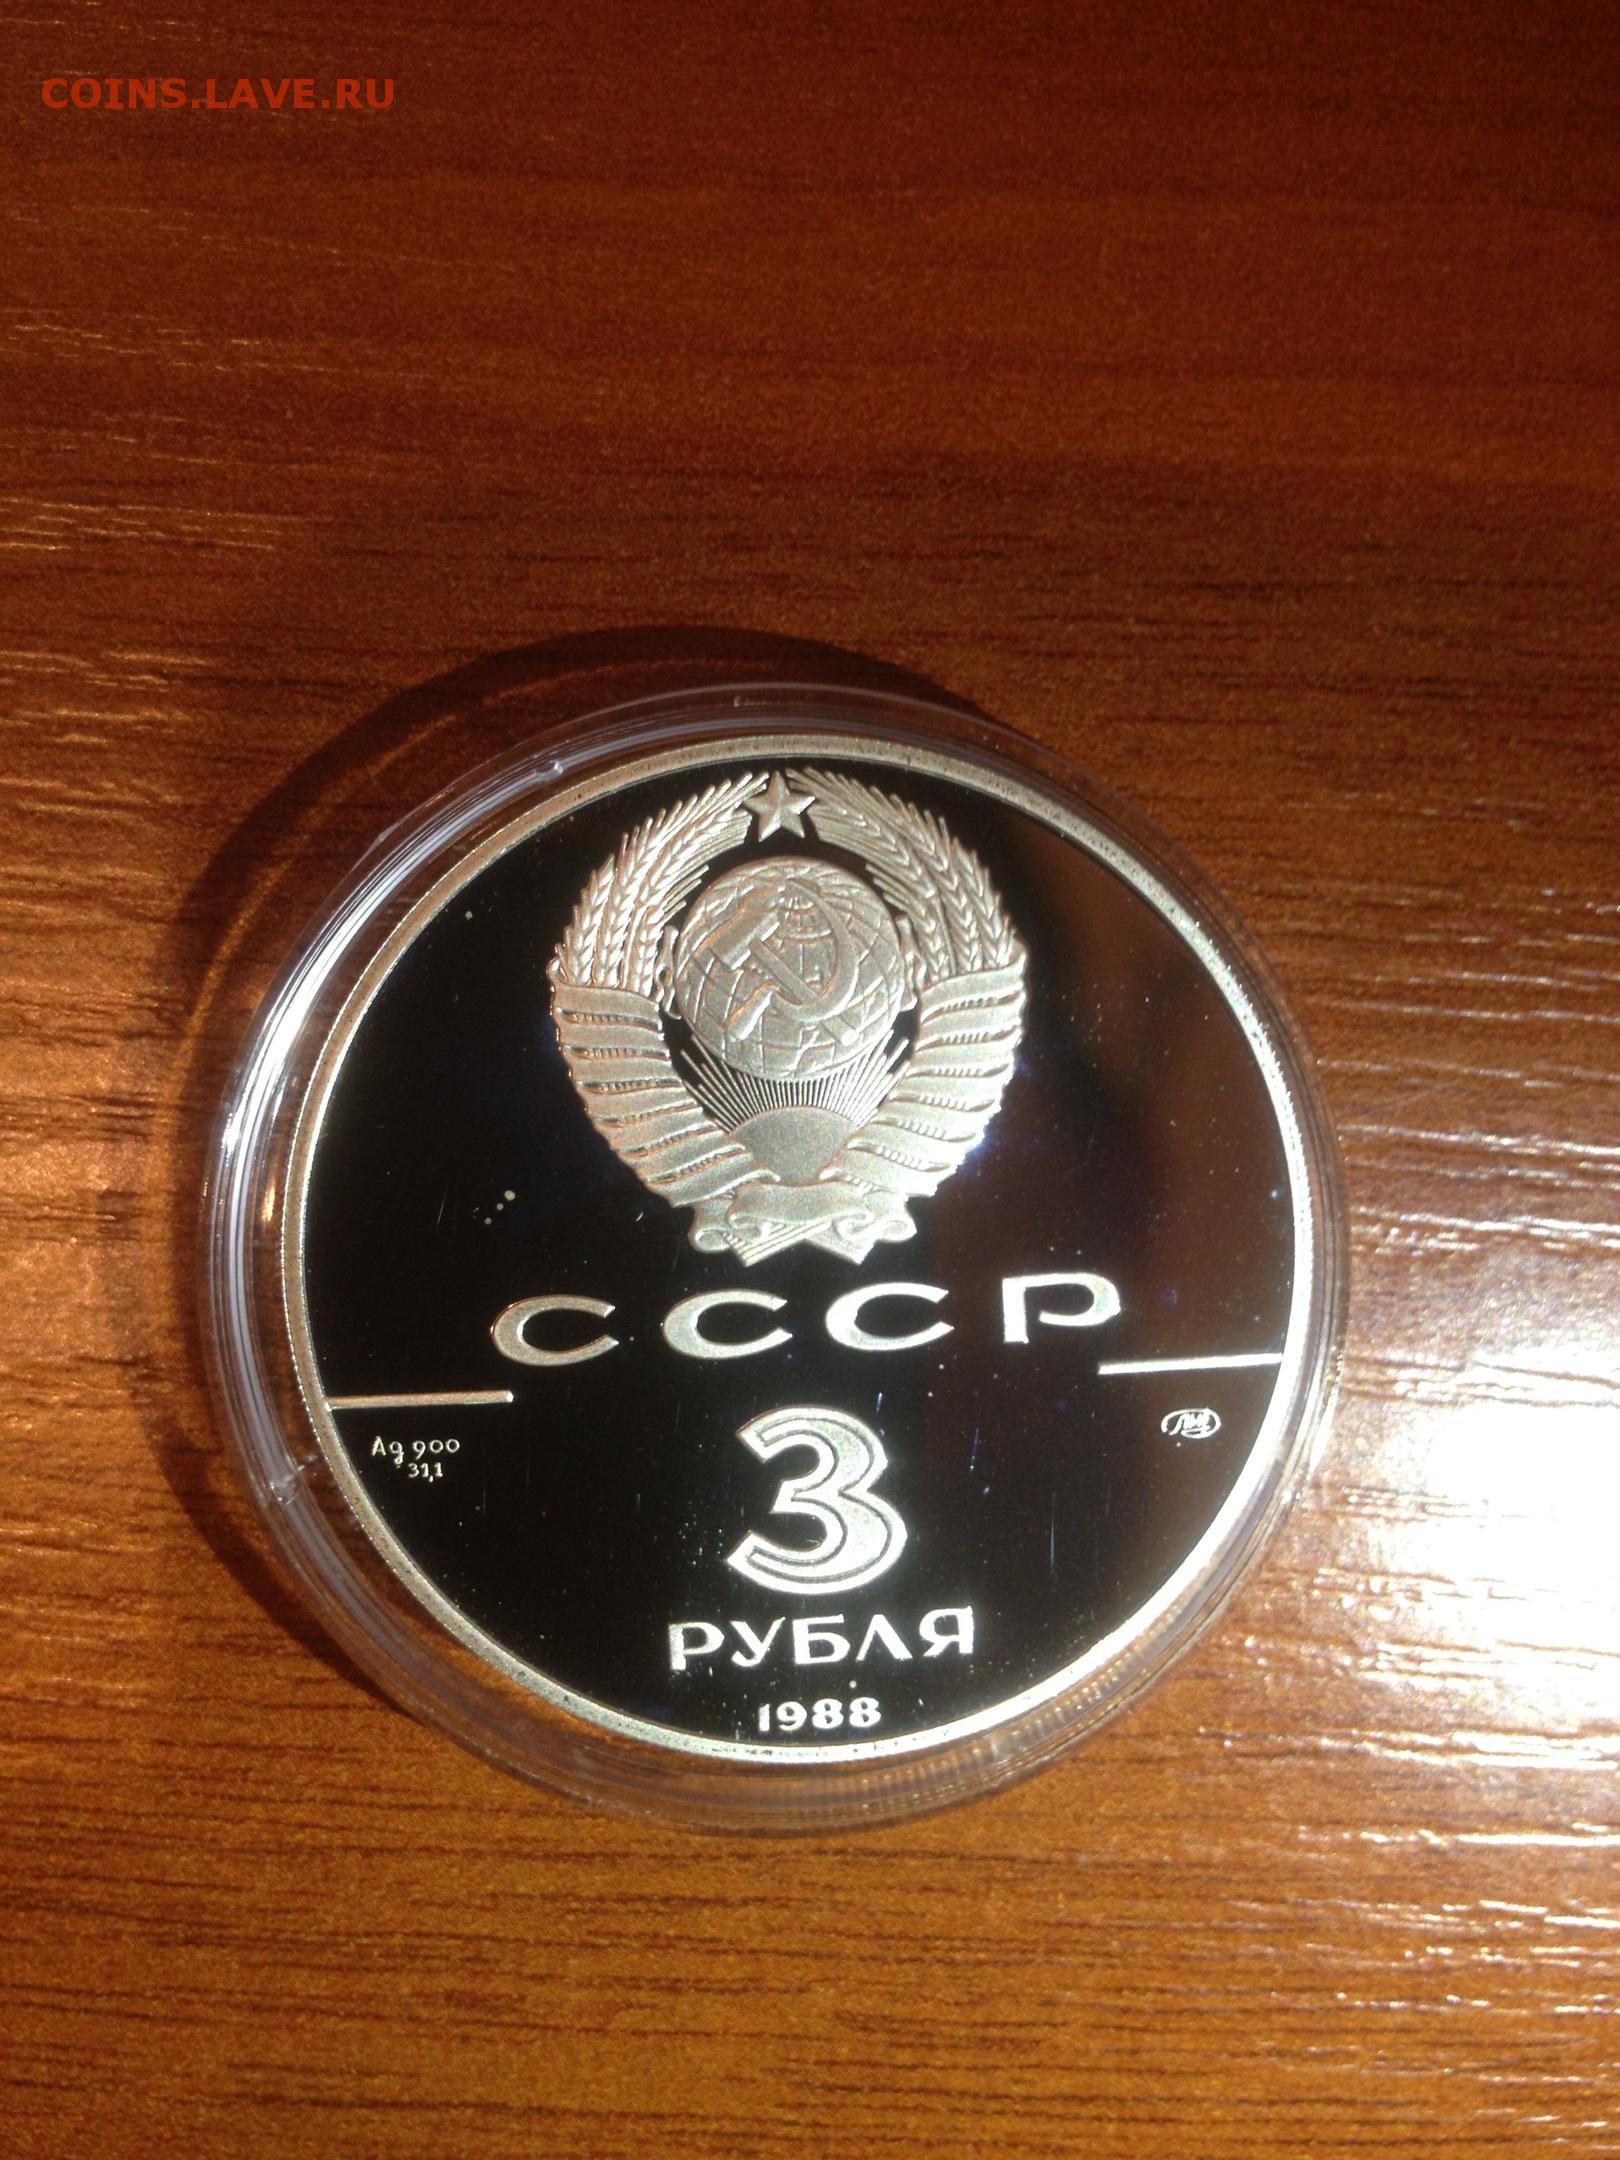 COINS.LAVE.RU
СССР
Ag 900
31,1
ЛМД
3
РУБЛЯ
1988